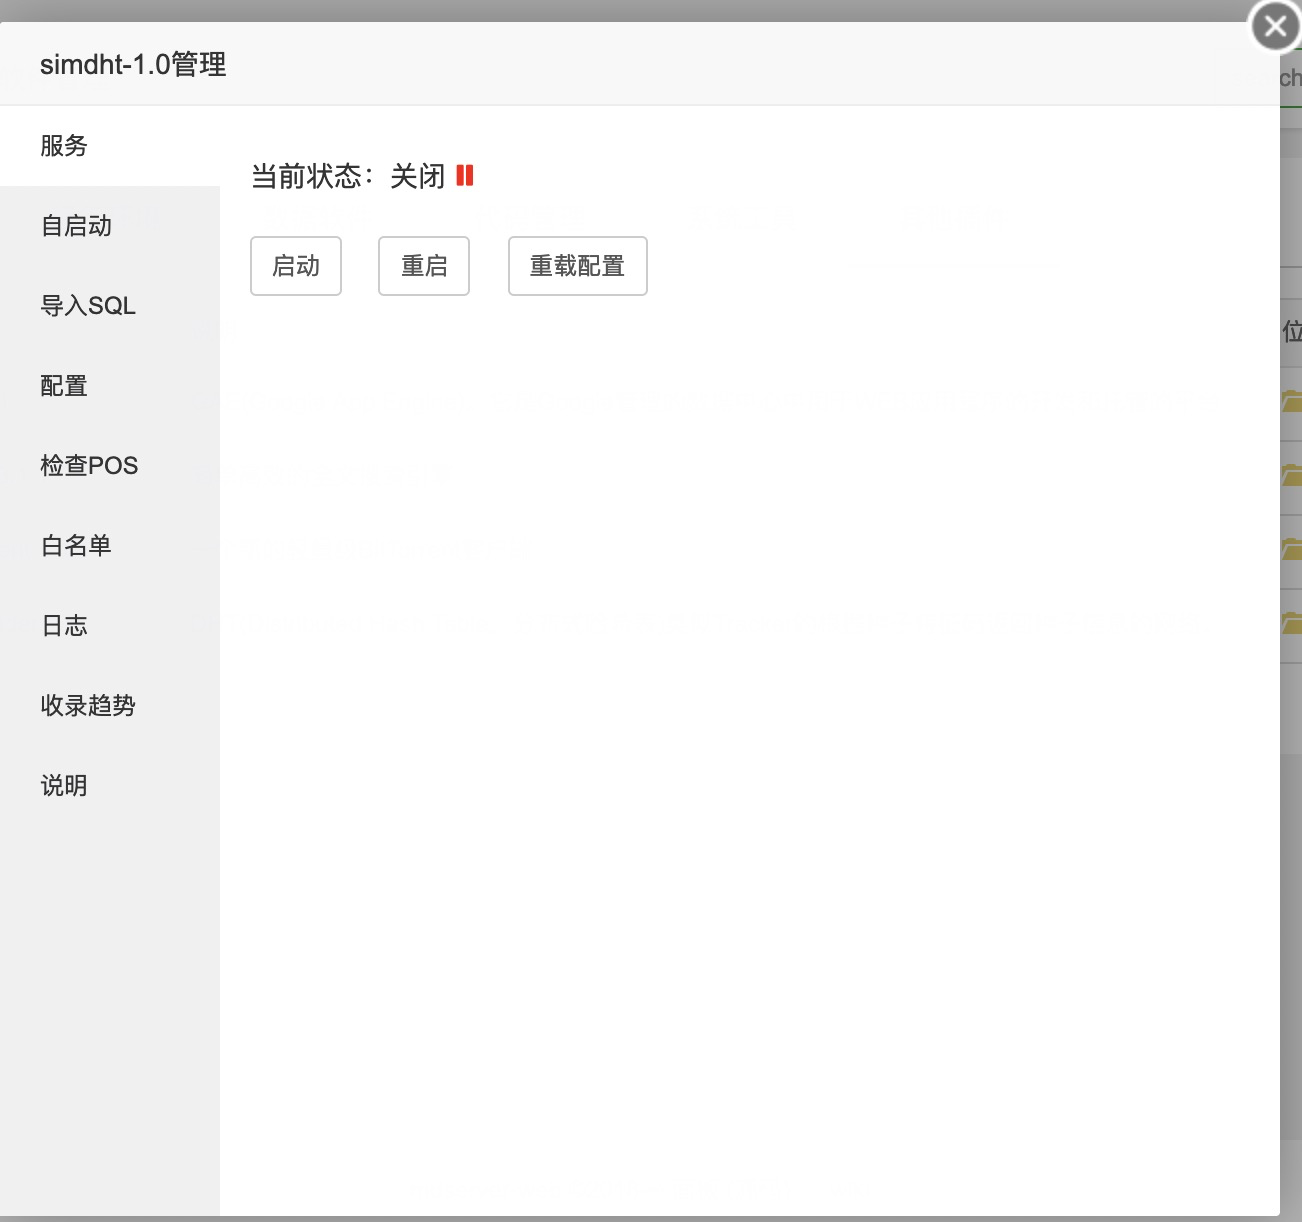 simdht-1.0管理
ch
服务
自启动
导入SQL
配置
检查POS
白名单
日志
收录趋势
说明
当前状态：关闭
启动
重启
重载配置
位